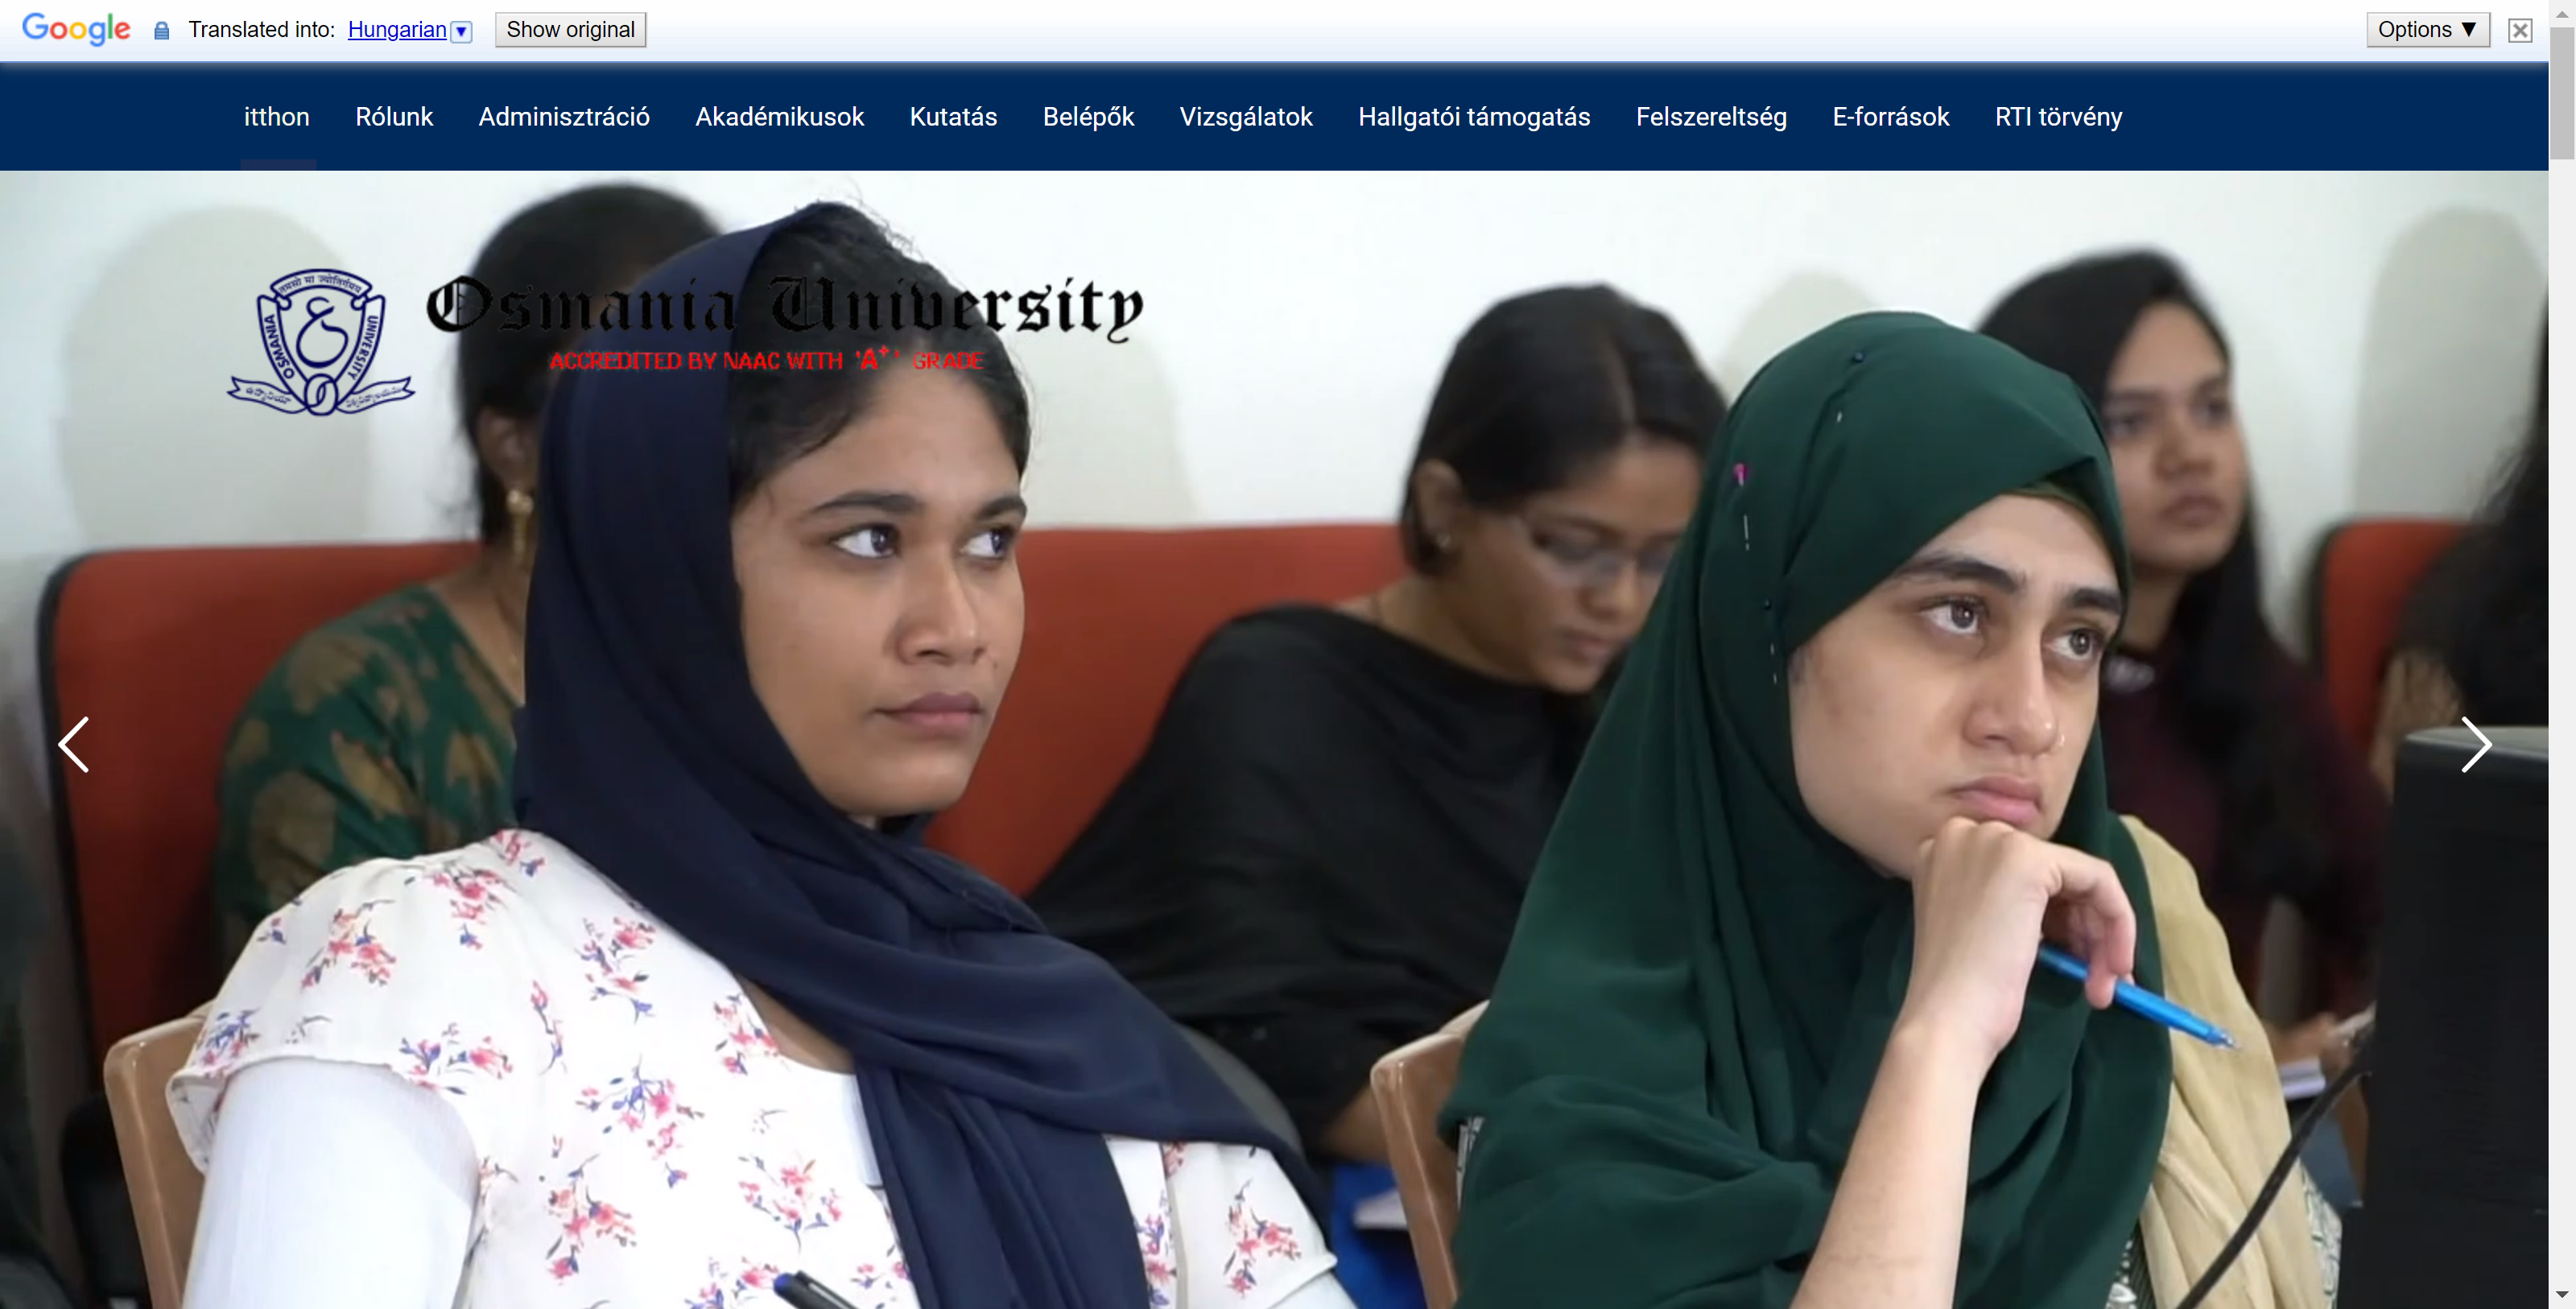 Google Translated into: Hungarian ▼ Show original Options ▼
itthon Rólunk Adminisztráció Akadémikusok Kutatás Belépők Vizsgálatok Hallgatói támogatás Felszereltség E-források RTI törvény
Osmania University
ACCREDITED BY NAAC WITH 'A+' GRADE
OSMANIA UNIVERSITY